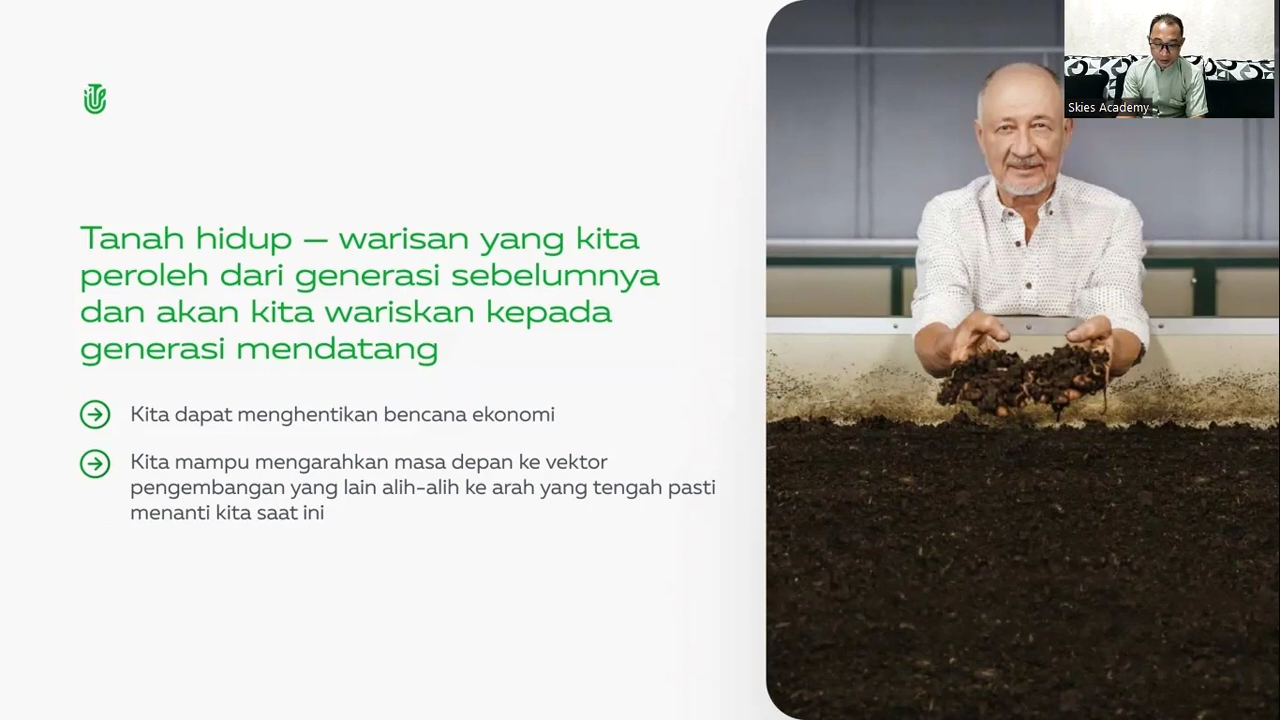 Tanah hidup — warisan yang kita
peroleh dari generasi sebelumnya
dan akan kita wariskan kepada
generasi mendatang
Kita dapat menghentikan bencana ekonomi
Kita mampu mengarahkan masa depan ke vektor
pengembangan yang lain alih-alih ke arah yang tengah pasti
menanti kita saat ini
Skies Academy